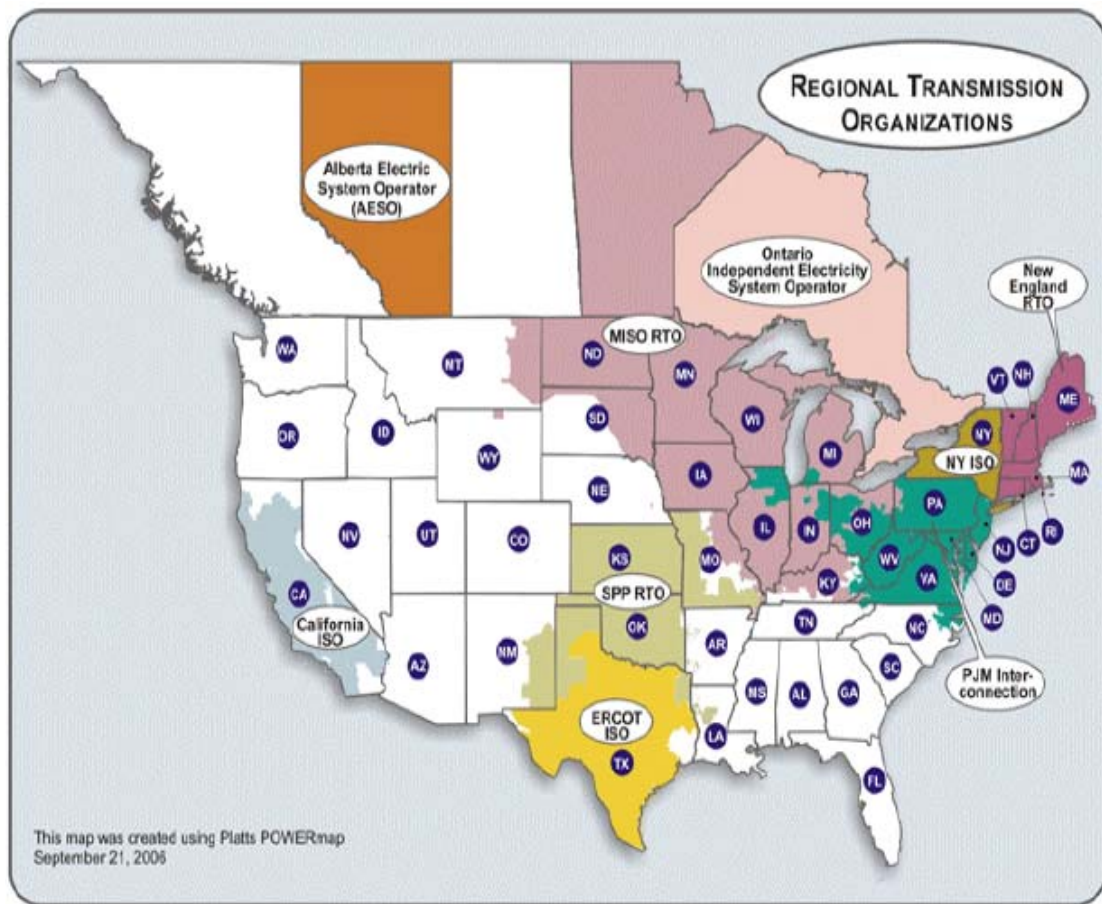 REGIONAL TRANSMISSION
ORGANIZATIONS
Alberta Electric
System Operator
(AESO)
Ontario
Independent Electricity
System Operator
New
England
RTO
MISO RTO
WA
MT
ND
MN
VT
NH
ME
OR
ID
SD
WI
MI
NY
NY ISO
WY
IA
MA
NE
PA
NV
UT
CO
IL
IN
OH
WV
VA
NJ
CT
RI
KS
MO
KY
DE
MD
CA
California
ISO
SPP RTO
OK
TN
NC
AZ
NM
AR
SC
PJM Inter-
connection
MS
AL
GA
ERCOT
ISO
LA
TX
FL
This map was created using Platts POWERmap
September 21, 2006